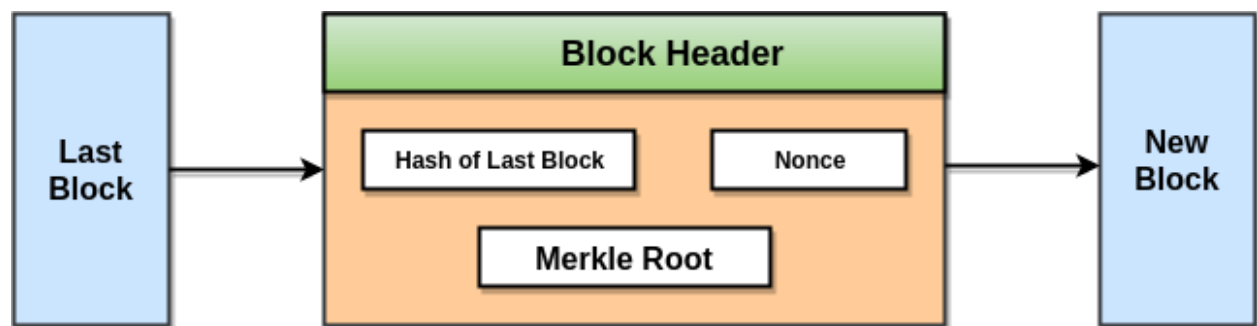 Last
Block
Block Header
Hash of Last Block
Nonce
Merkle Root
New
Block